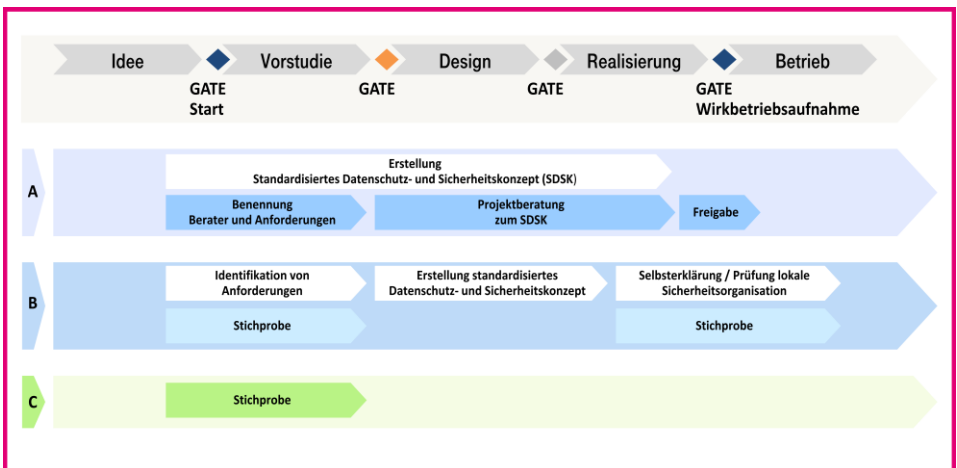 Idee
Vorstudie
Design
Realisierung
Betrieb
GATE
Start
GATE
GATE
GATE
Wirkbetriebsaufnahme
A
Erstellung
Standardisiertes Datenschutz- und Sicherheitskonzept (SDSK)
Benennung
Berater und Anforderungen
Projektberatung
zum SDSK
Freigabe
B
Identifikation von
Anforderungen
Erstellung standardisiertes
Datenschutz- und Sicherheitskonzept
Selbsterklärung / Prüfung lokale
Sicherheitsorganisation
Stichprobe
Stichprobe
C
Stichprobe